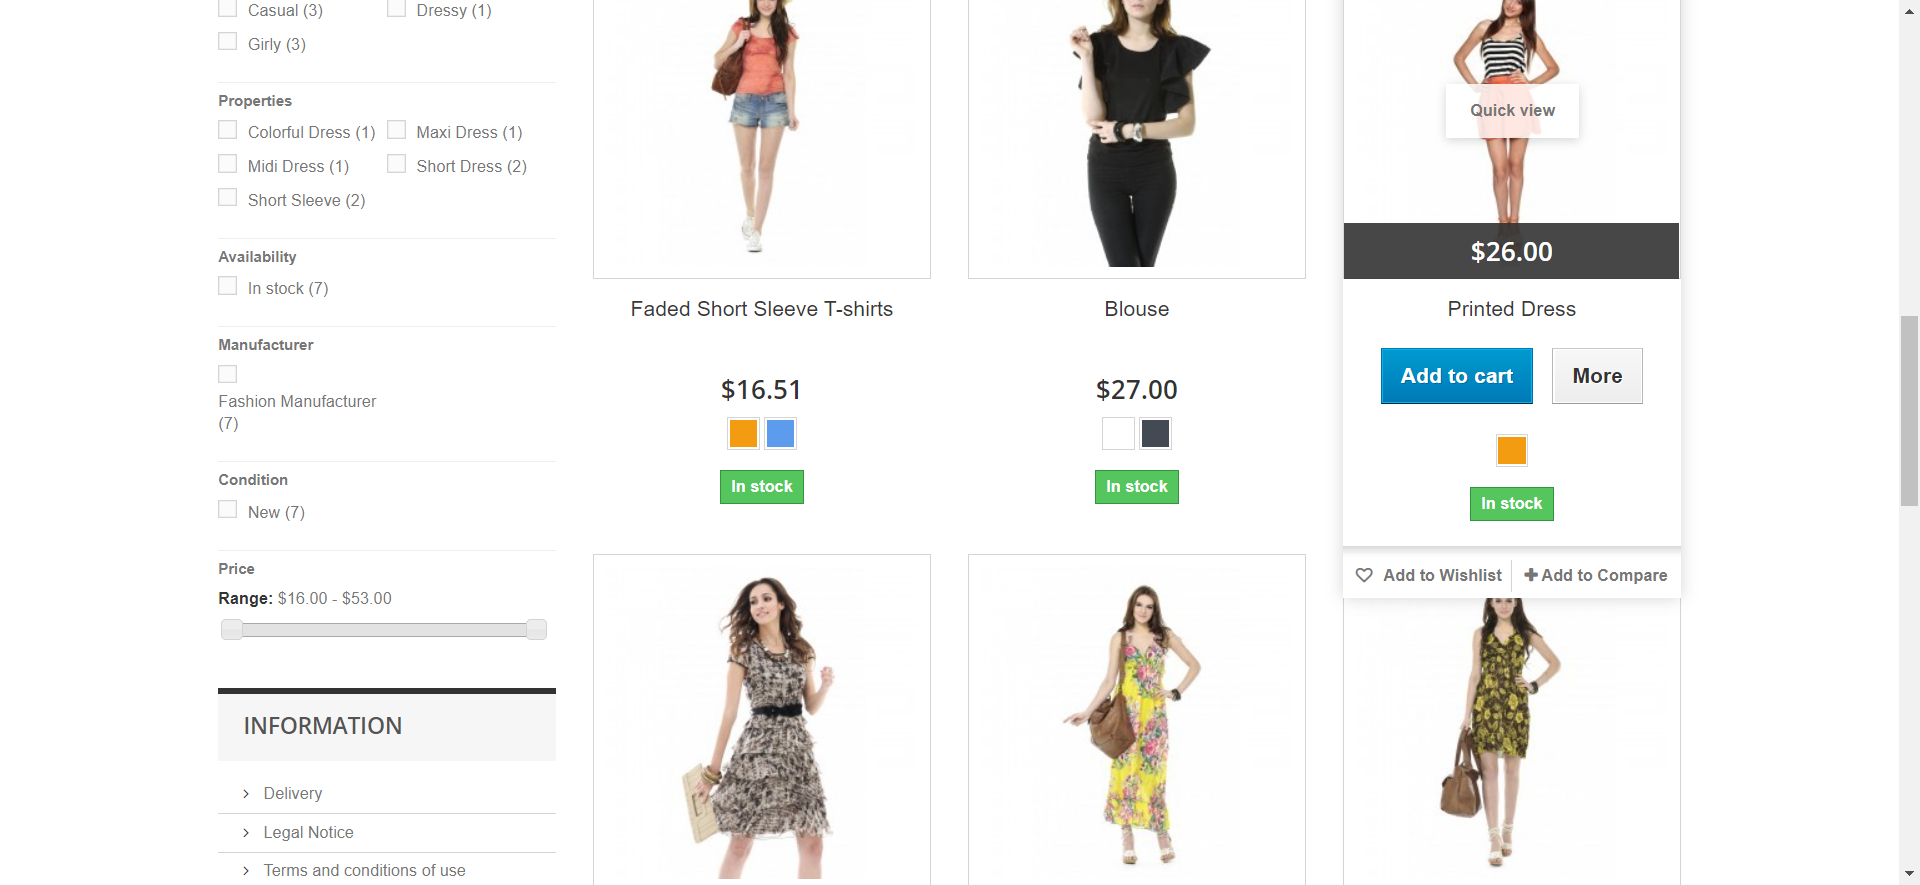 Casual (3)
Dressy (1)
Girly (3)
Properties
Colorful Dress (1)
Maxi Dress (1)
Midi Dress (1)
Short Dress (2)
Short Sleeve (2)
Availability
In stock (7)
Manufacturer
Fashion Manufacturer
(7)
Condition
New (7)
Price
Range: $16.00 - $53.00
INFORMATION
Delivery
Legal Notice
Terms and conditions of use
Faded Short Sleeve T-shirts
$16.51
In stock
Blouse
$27.00
In stock
Quick view
$26.00
Printed Dress
Add to cart
More
In stock
Add to Wishlist
Add to Compare